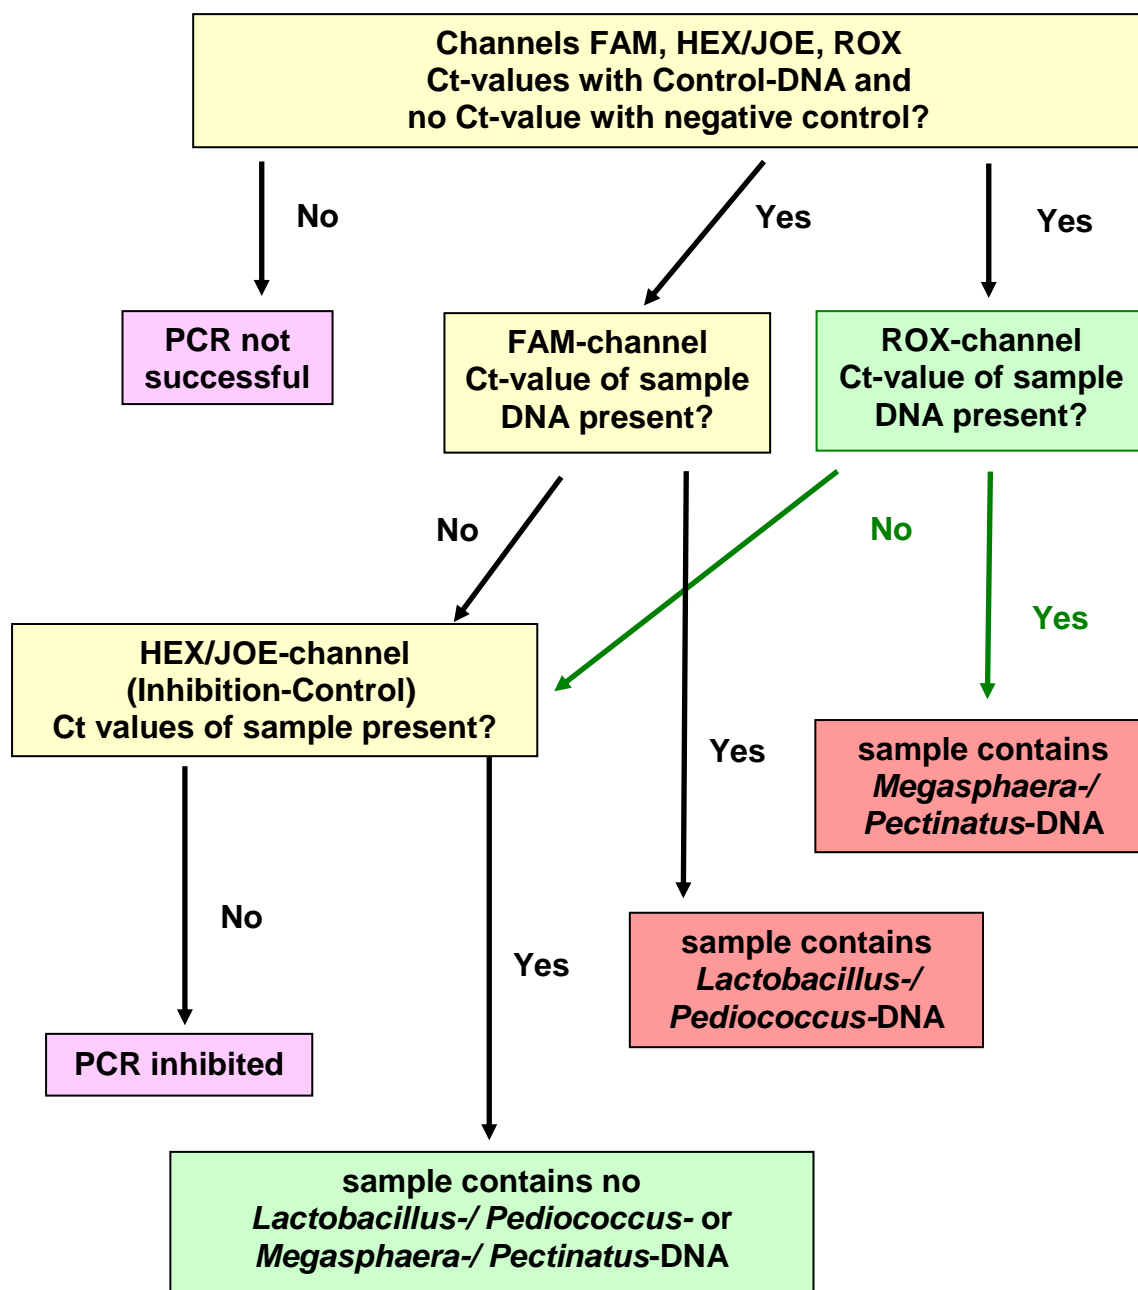 Channels FAM, HEX/JOE, ROX
Ct-values with Control-DNA and
no Ct-value with negative control?
No
Yes
Yes
PCR not
successful
FAM-channel
Ct-value of sample
DNA present?
ROX-channel
Ct-value of sample
DNA present?
No
No
Yes
HEX/JOE-channel
(Inhibition-Control)
Ct values of sample present?
Yes
sample contains
Megasphaera-/
Pectinatus-DNA
No
Yes
sample contains
Lactobacillus-/
Pediococcus-DNA
PCR inhibited
sample contains no
Lactobacillus-/ Pediococcus- or
Megasphaera-/ Pectinatus-DNA